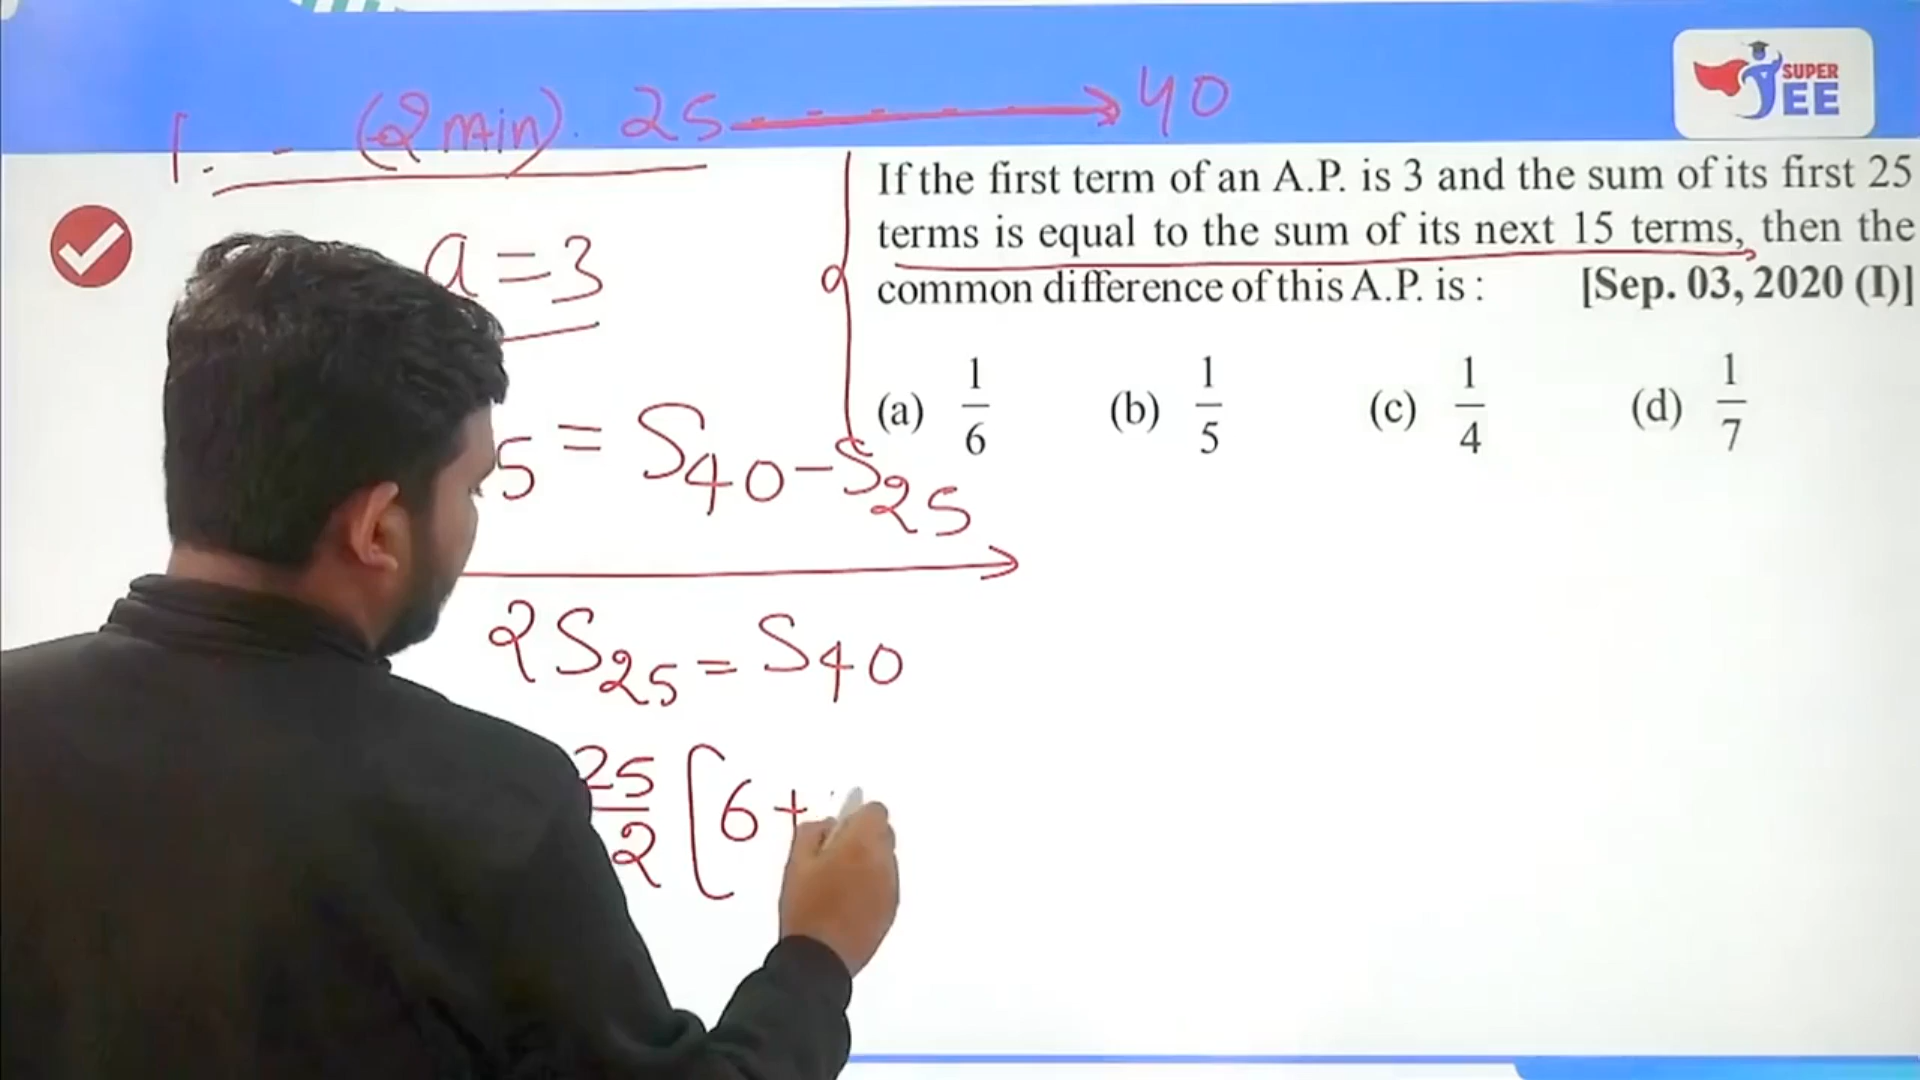 1. - (2 min). 25 → 40
SUPER
JEE
If the first term of an A.P. is 3 and the sum of its first 25
terms is equal to the sum of its next 15 terms, then the
common difference of this A.P. is : [Sep. 03, 2020 (I)]
(a) 1/6 (b) 1/5 (c) 1/4 (d) 1/7
a = 3
5 = S40 - S25
2S25 = S40
25/2 [6 +